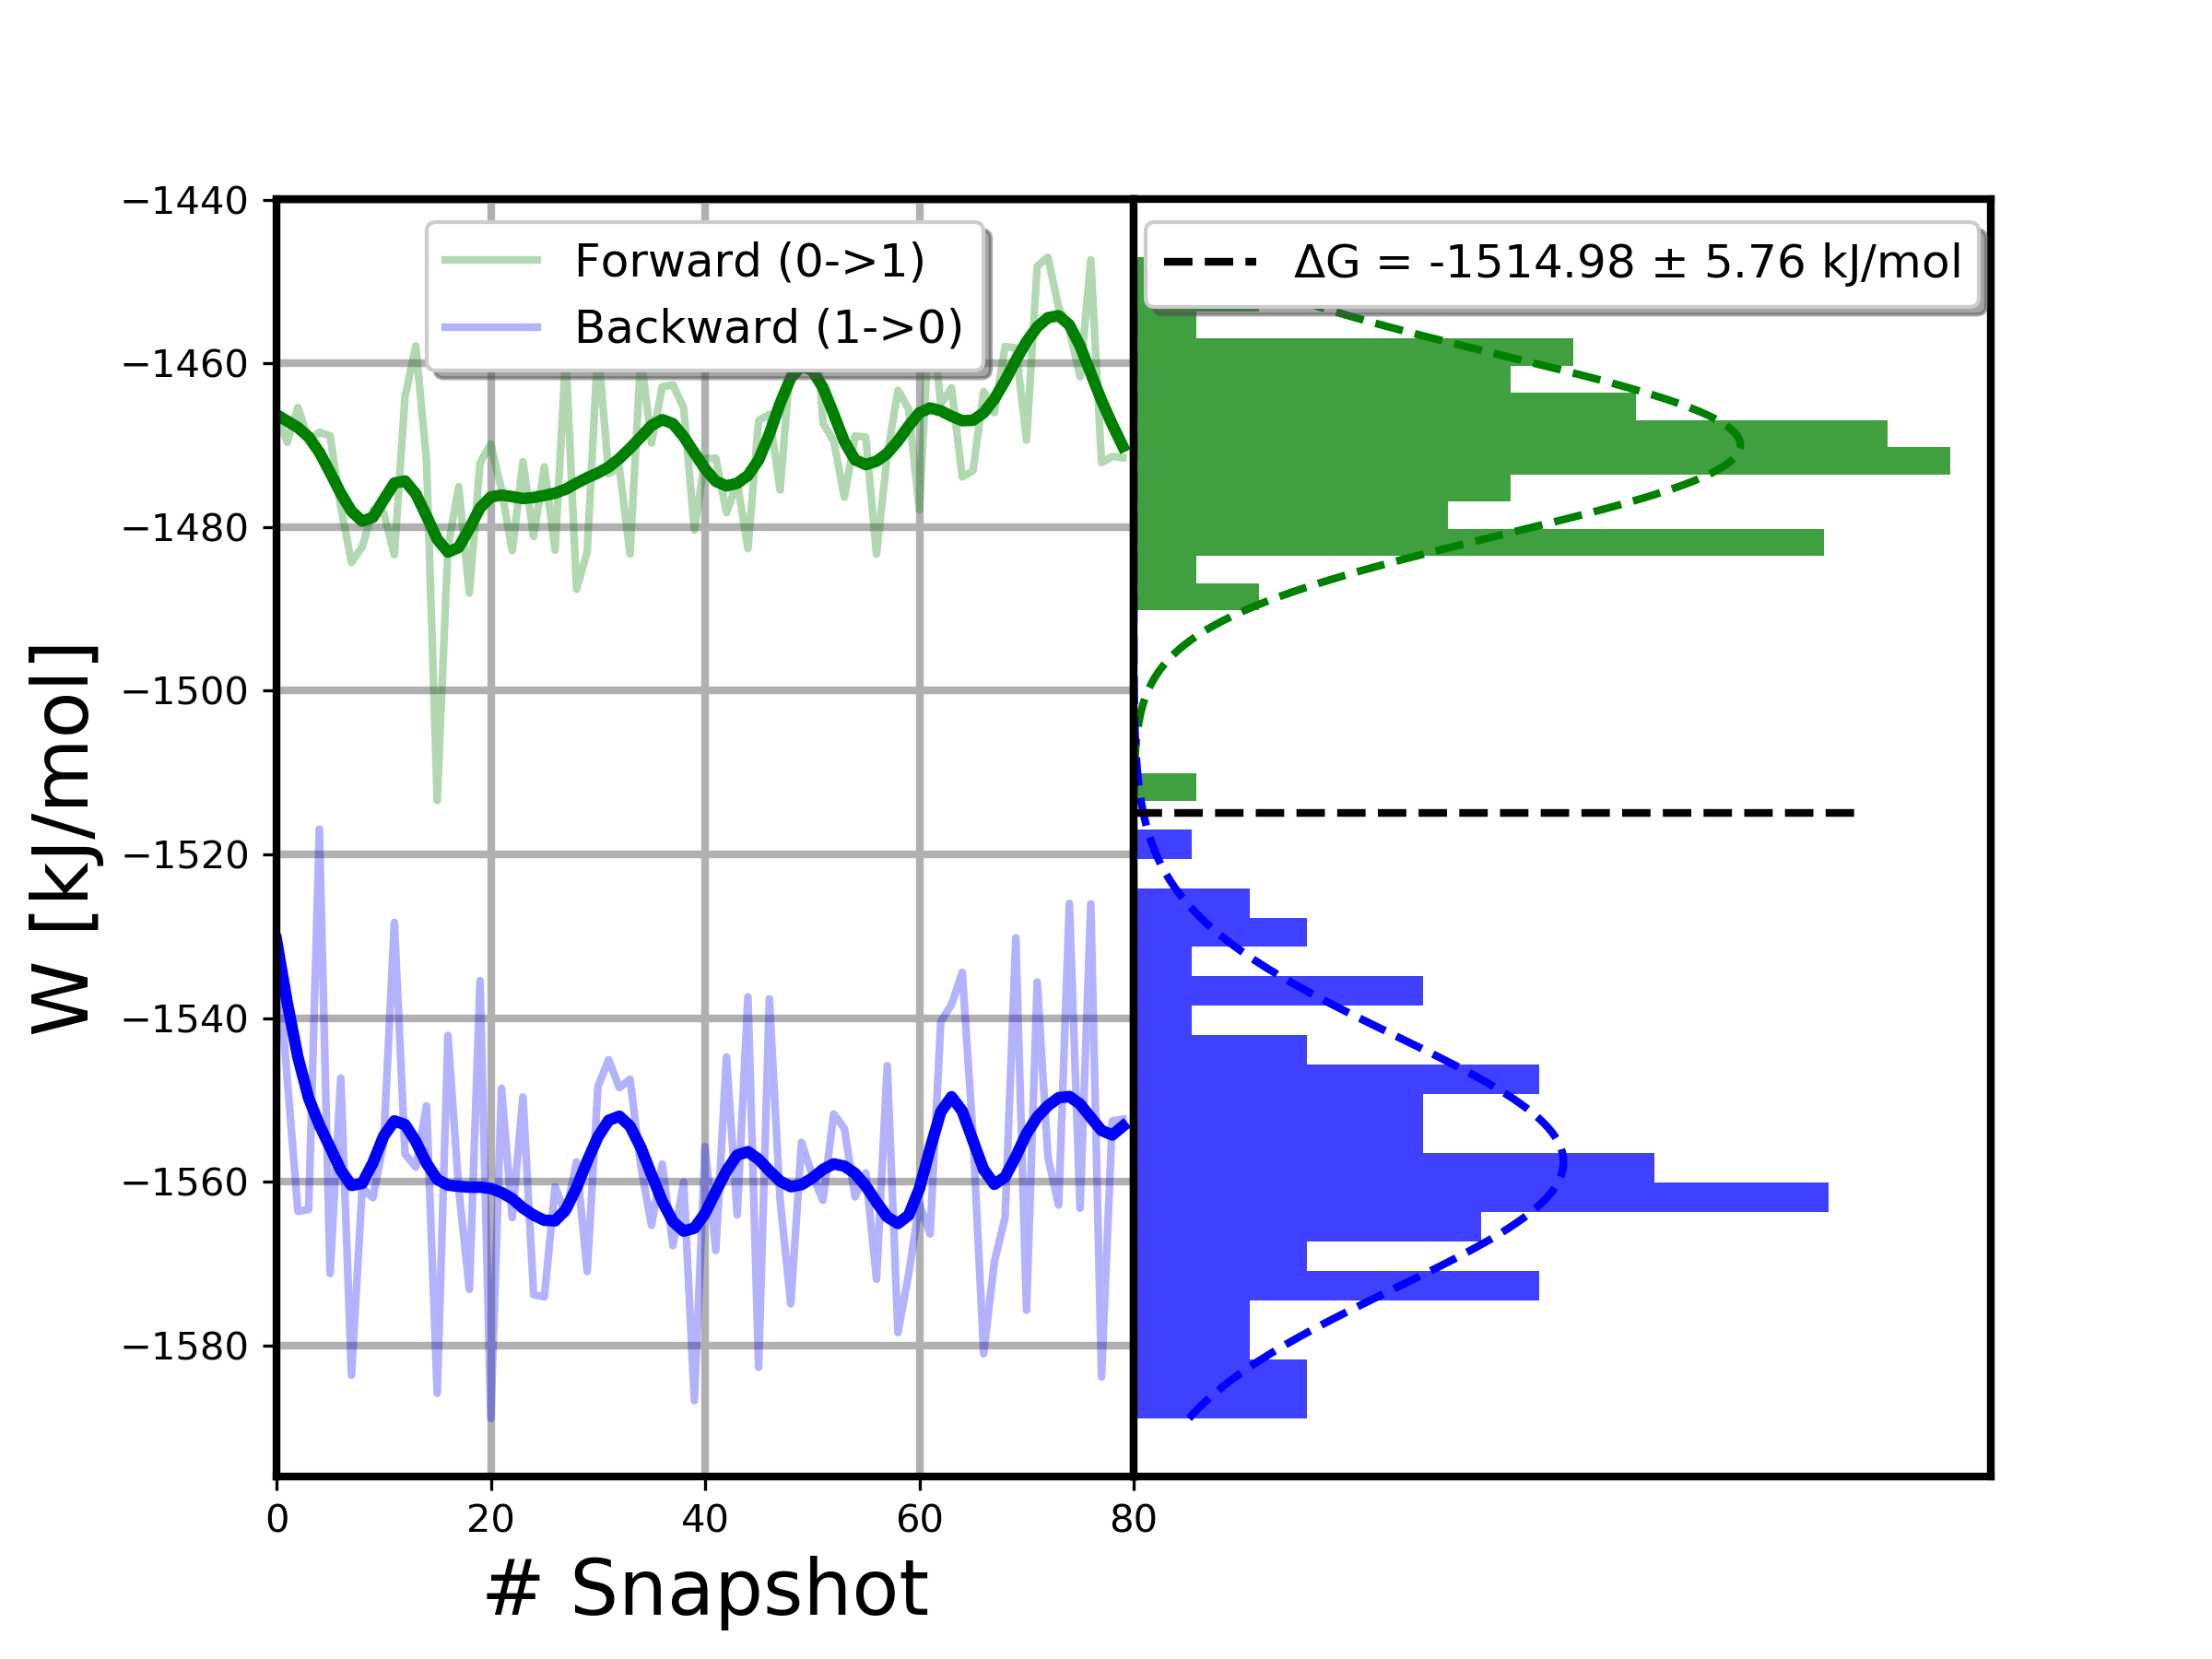 −1440
−1460
−1480
−1500
−1520
−1540
−1560
−1580
W [kJ/mol]
Forward (0->1)
Backward (1->0)
ΔG = -1514.98 ± 5.76 kJ/mol
0 20 40 60 80
# Snapshot